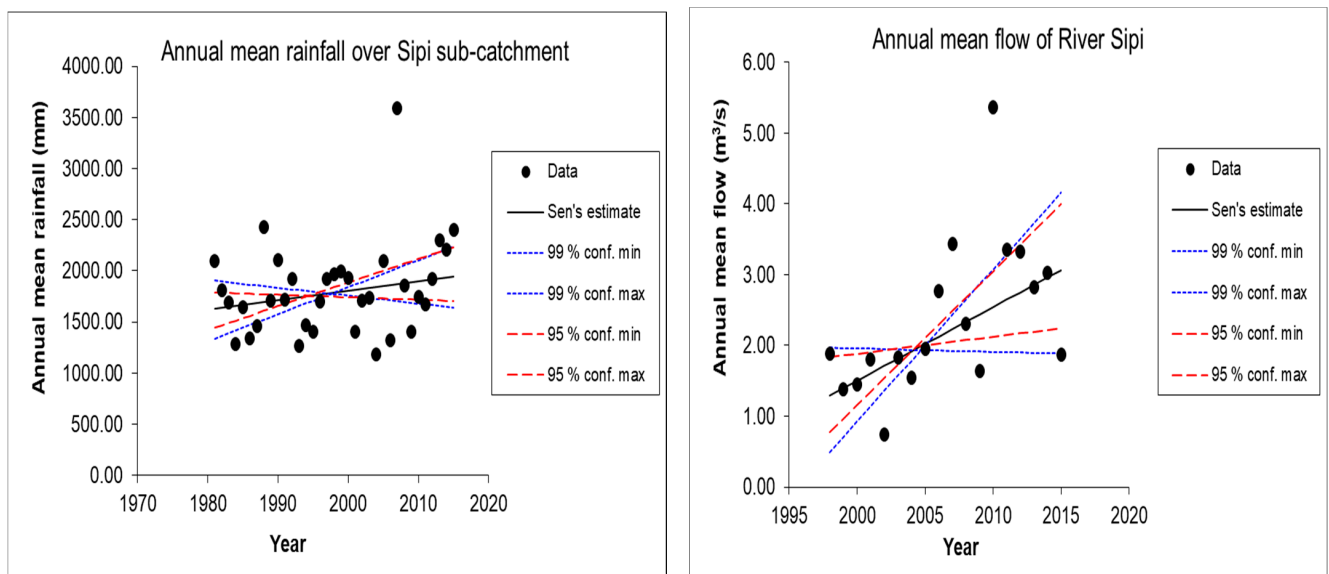 Annual mean rainfall over Sipi sub-catchment
Annual mean rainfall (mm)
4000.00
3500.00
3000.00
2500.00
2000.00
1500.00
1000.00
500.00
0.00
1970
1980
1990
2000
2010
2020
Year
Data
Sen's estimate
99 % conf. min
99 % conf. max
95 % conf. min
95 % conf. max
Annual mean flow of River Sipi
Annual mean flow (m³/s)
6.00
5.00
4.00
3.00
2.00
1.00
0.00
1995
2000
2005
2010
2015
2020
Year
Data
Sen's estimate
99 % conf. min
99 % conf. max
95 % conf. min
95 % conf. max